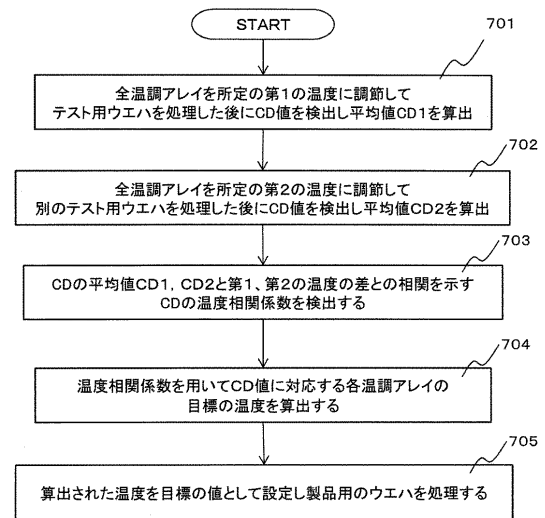 START
701
全温調アレイを所定の第1の温度に調節して
テスト用ウエハを処理した後にCD値を検出し平均値CD1を算出
702
全温調アレイを所定の第2の温度に調節して
別のテスト用ウエハを処理した後にCD値を検出し平均値CD2を算出
703
CDの平均値CD1，CD2と第1、第2の温度の差との相関を示す
CDの温度相関係数を検出する
704
温度相関係数を用いてCD値に対応する各温調アレイの
目標の温度を算出する
705
算出された温度を目標の値として設定し製品用のウエハを処理する